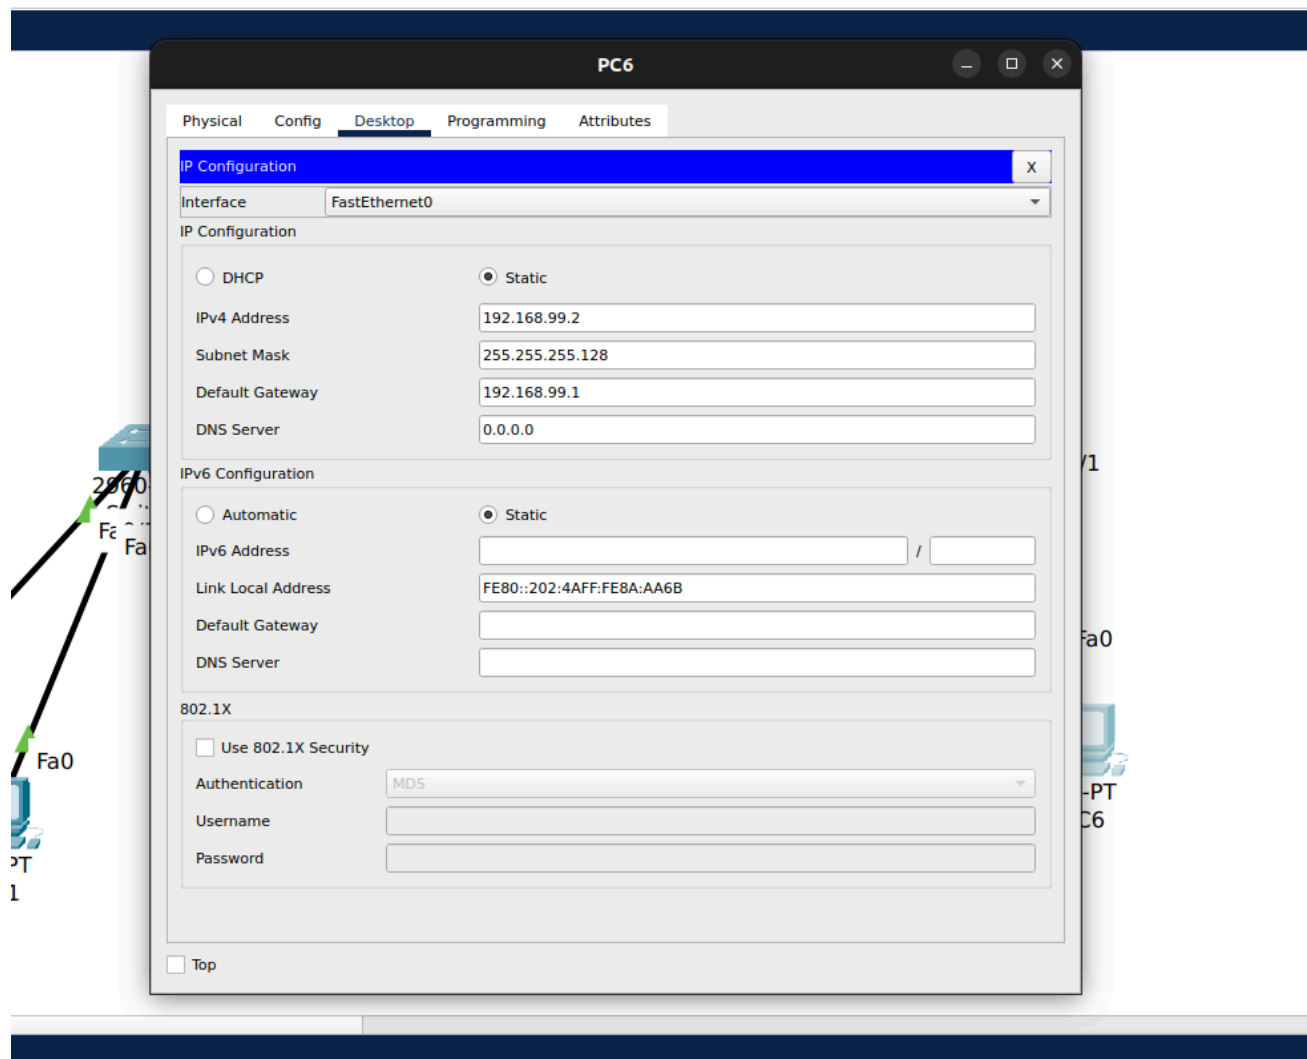 PC6
Physical Config Desktop Programming Attributes
IP Configuration X
Interface FastEthernet0
IP Configuration
DHCP Static
IPv4 Address 192.168.99.2
Subnet Mask 255.255.255.128
Default Gateway 192.168.99.1
DNS Server 0.0.0.0
IPv6 Configuration
Automatic Static
IPv6 Address /
Link Local Address FE80::202:4AFF:FE8A:AA6B
Default Gateway
DNS Server
802.1X
Use 802.1X Security
Authentication MD5
Username
Password
Top
2960
Fa
Fa0
PT
1
/1
Fa0
-PT
C6